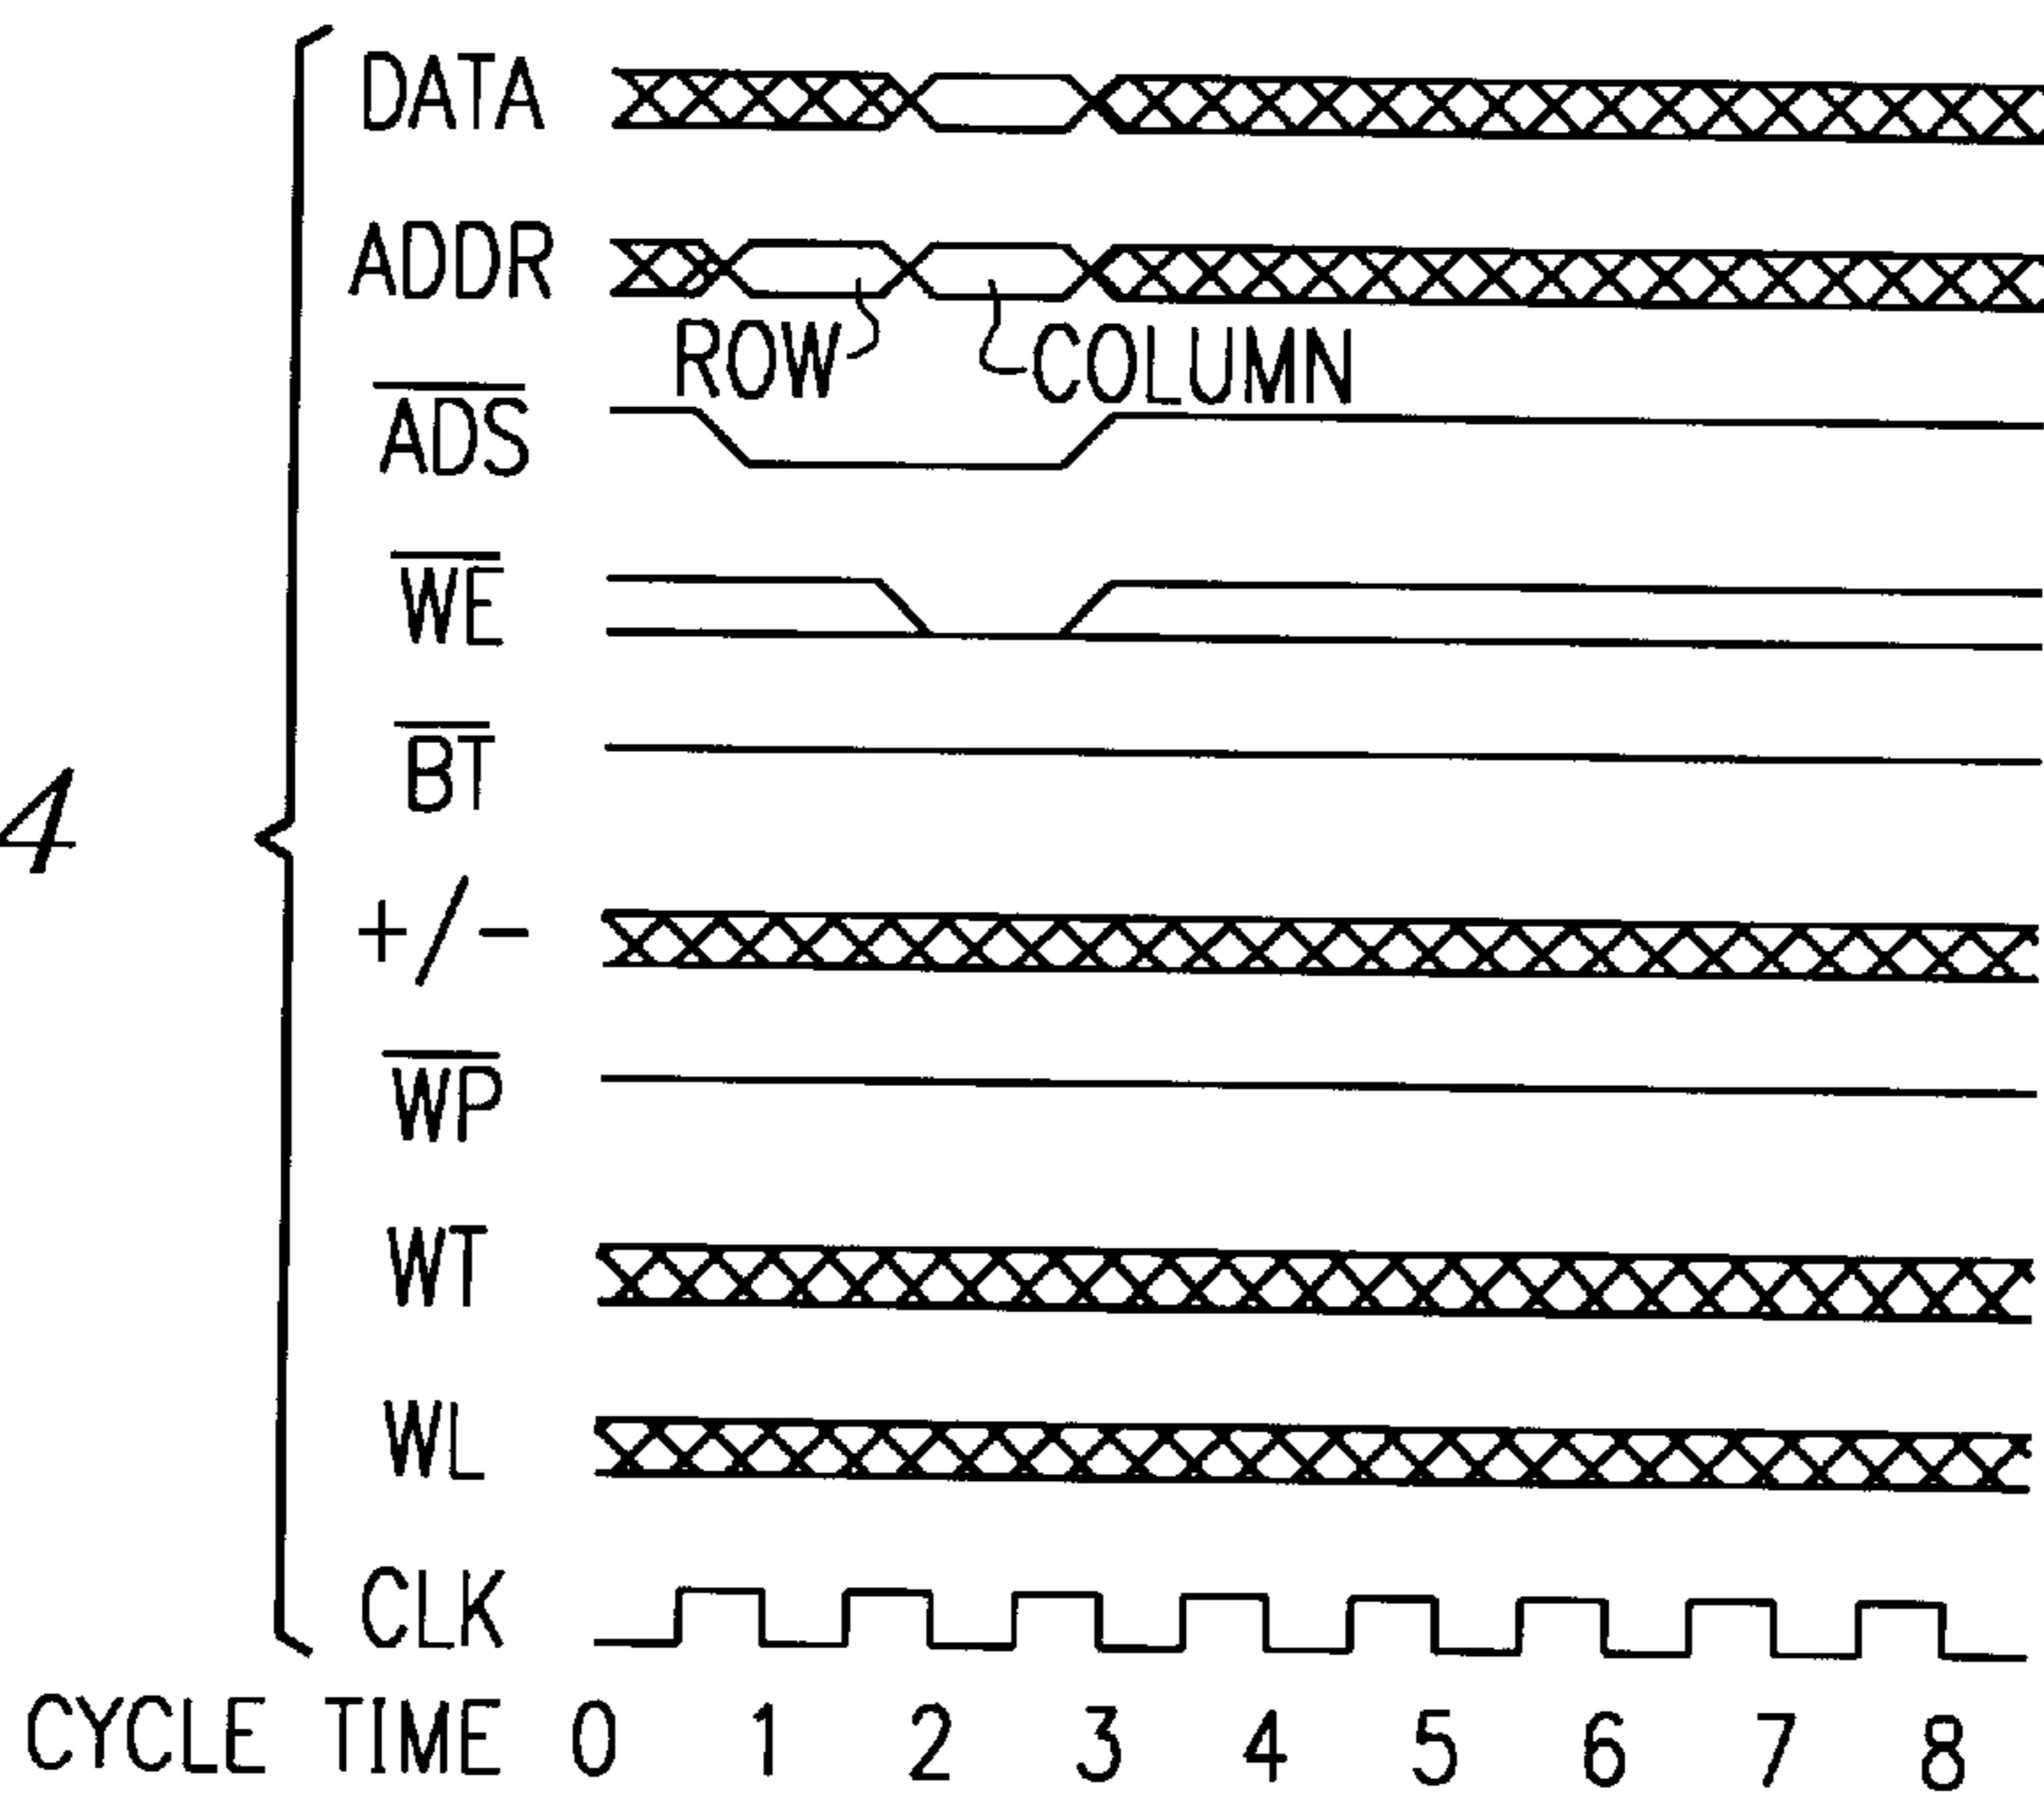 DATA
ADDR
ROW COLUMN
ADS
WE
BT
4
+/-
WP
WT
WL
CLK
CYCLE TIME 0 1 2 3 4 5 6 7 8